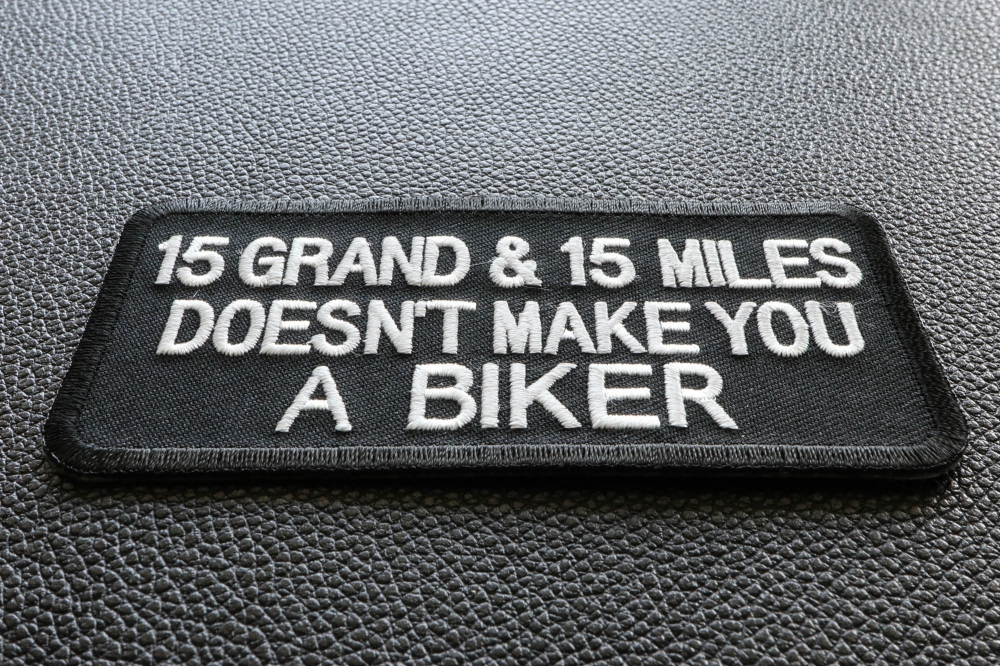 15 GRAND & 15 MILES
DOESN'T MAKE YOU
A BIKER